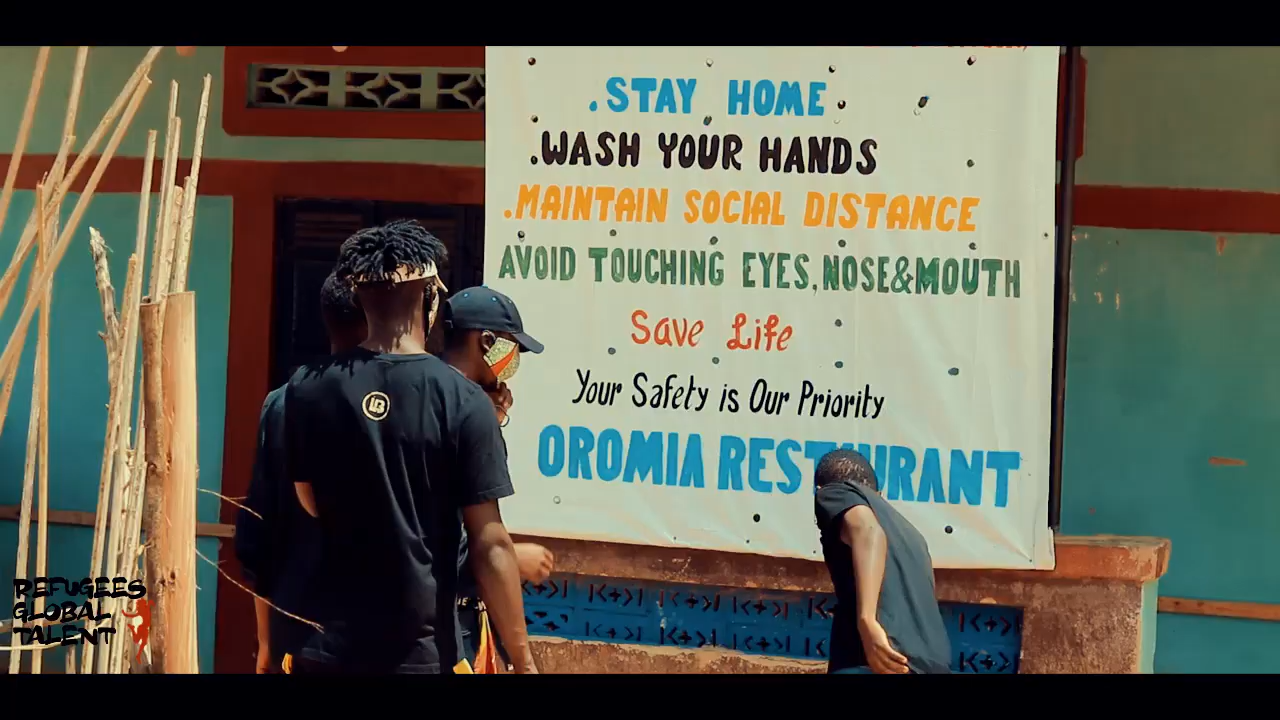 .STAY HOME
.WASH YOUR HANDS
.MAINTAIN SOCIAL DISTANCE
AVOID TOUCHING EYES, NOSE&MOUTH
Save Life
Your Safety is Our Priority
OROMIA RESTAURANT
REFUGEES
GLOBAL
TALENT